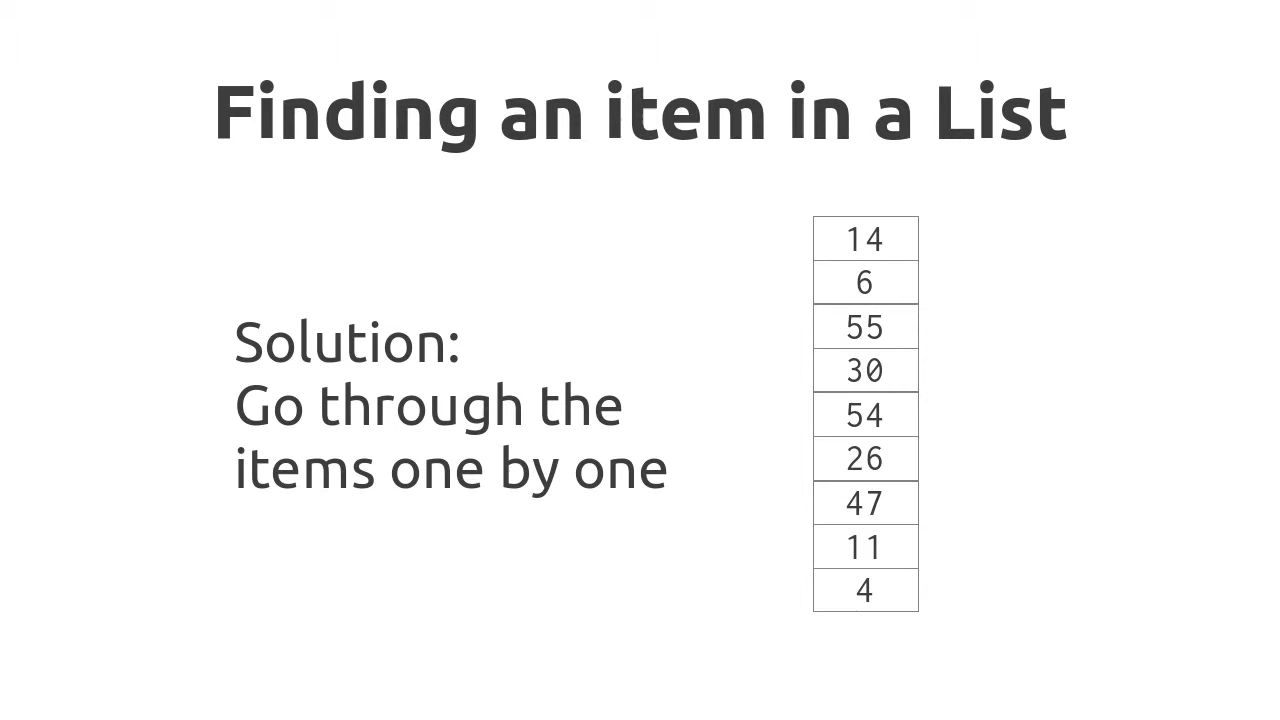 Finding an item in a List
Solution:
Go through the
items one by one
14
6
55
30
54
26
47
11
4